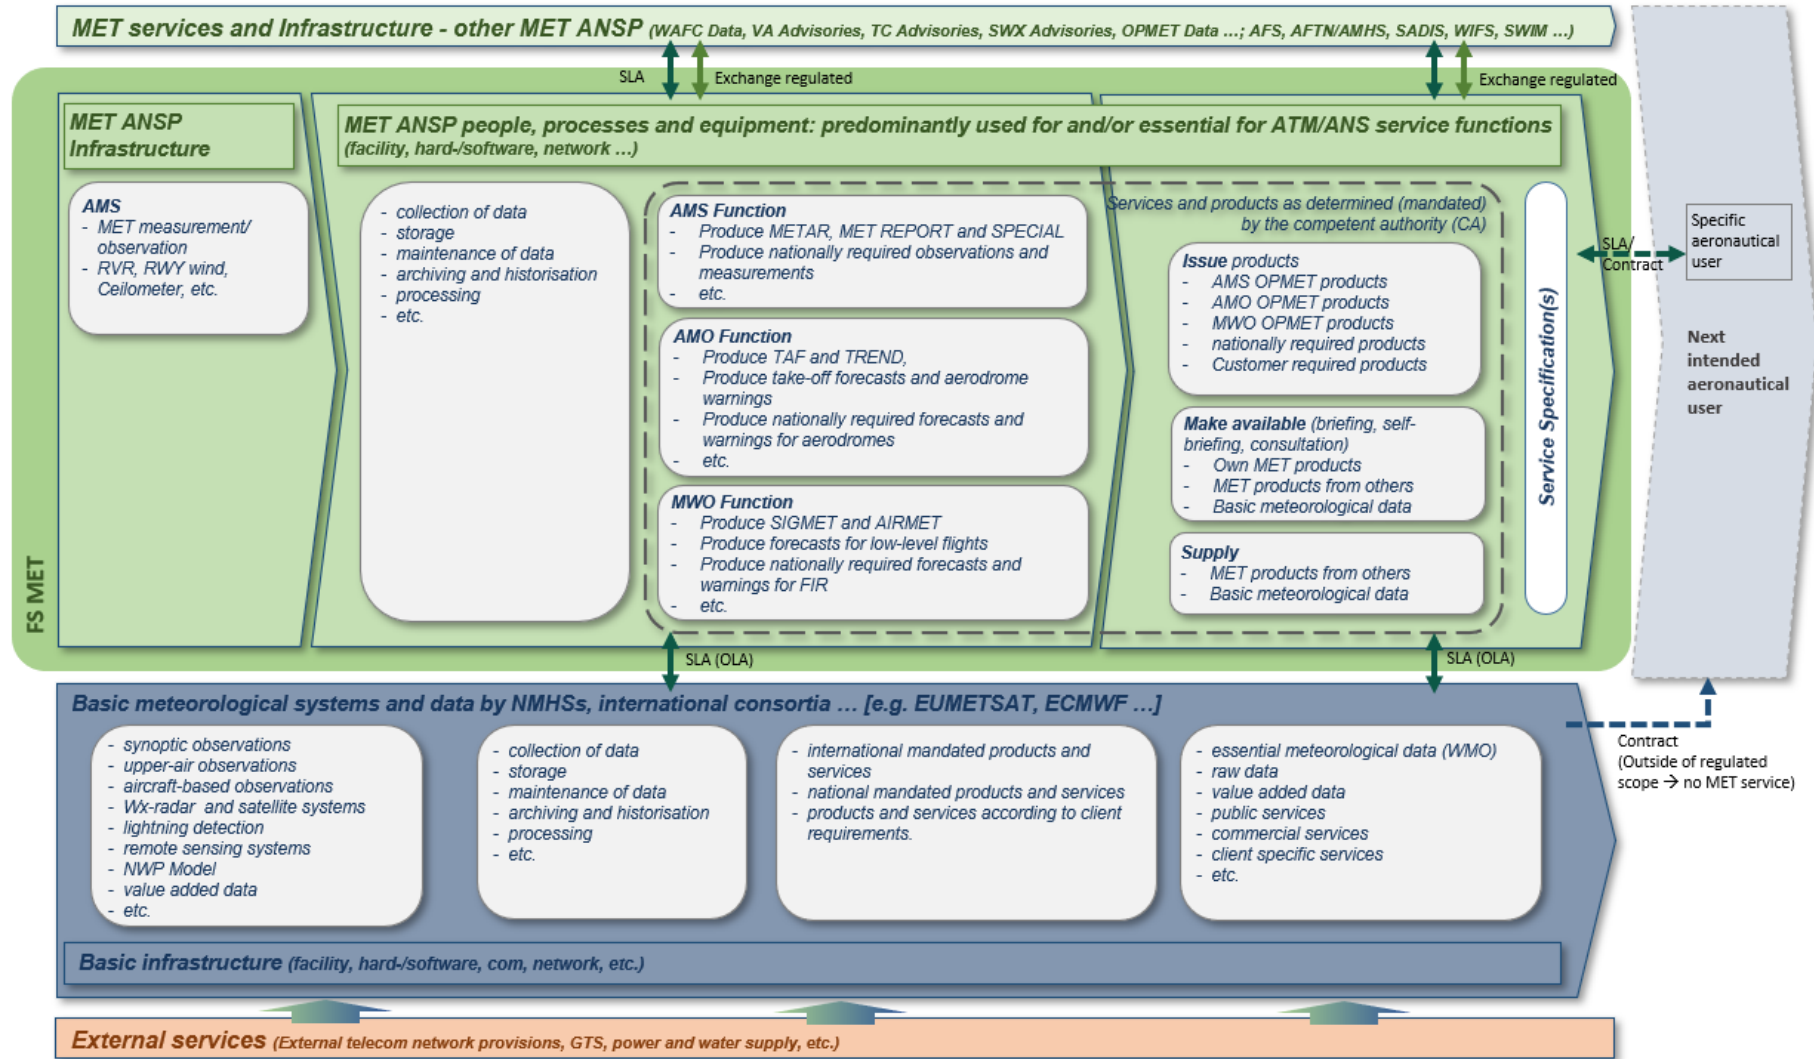 MET services and Infrastructure - other MET ANSP (WAFC Data, VA Advisories, TC Advisories, SWX Advisories, OPMET Data ...; AFS, AFTN/AMHS, SADIS, WIFS, SWIM ...)
SLA
Exchange regulated
Exchange regulated
FS MET
MET ANSP
Infrastructure
MET ANSP people, processes and equipment: predominantly used for and/or essential for ATM/ANS service functions
(facility, hard-/software, network ...)
AMS
- MET measurement/
observation
- RVR, RWY wind,
Ceilometer, etc.
- collection of data
- storage
- maintenance of data
- archiving and historisation
- processing
- etc.
AMS Function
- Produce METAR, MET REPORT and SPECIAL
- Produce nationally required observations and
measurements
- etc.
AMO Function
- Produce TAF and TREND,
- Produce take-off forecasts and aerodrome
warnings
- Produce nationally required forecasts and
warnings for aerodromes
- etc.
MWO Function
- Produce SIGMET and AIRMET
- Produce forecasts for low-level flights
- Produce nationally required forecasts and
warnings for FIR
- etc.
Services and products as determined (mandated)
by the competent authority (CA)
Issue products
- AMS OPMET products
- AMO OPMET products
- MWO OPMET products
- nationally required products
- Customer required products
Make available (briefing, self-
briefing, consultation)
- Own MET products
- MET products from others
- Basic meteorological data
Supply
- MET products from others
- Basic meteorological data
Service Specification(s)
SLA/
Contract
Specific
aeronautical
user
Next
intended
aeronautical
user
SLA (OLA)
SLA (OLA)
Basic meteorological systems and data by NMHSs, international consortia ... [e.g. EUMETSAT, ECMWF ...]
- synoptic observations
- upper-air observations
- aircraft-based observations
- Wx-radar and satellite systems
- lightning detection
- remote sensing systems
- NWP Model
- value added data
- etc.
- collection of data
- storage
- maintenance of data
- archiving and historisation
- processing
- etc.
- international mandated products and
services
- national mandated products and services
- products and services according to client
requirements.
- essential meteorological data (WMO)
- raw data
- value added data
- public services
- commercial services
- client specific services
- etc.
Contract
(Outside of regulated
scope → no MET service)
Basic infrastructure (facility, hard-/software, com, network, etc.)
External services (External telecom network provisions, GTS, power and water supply, etc.)